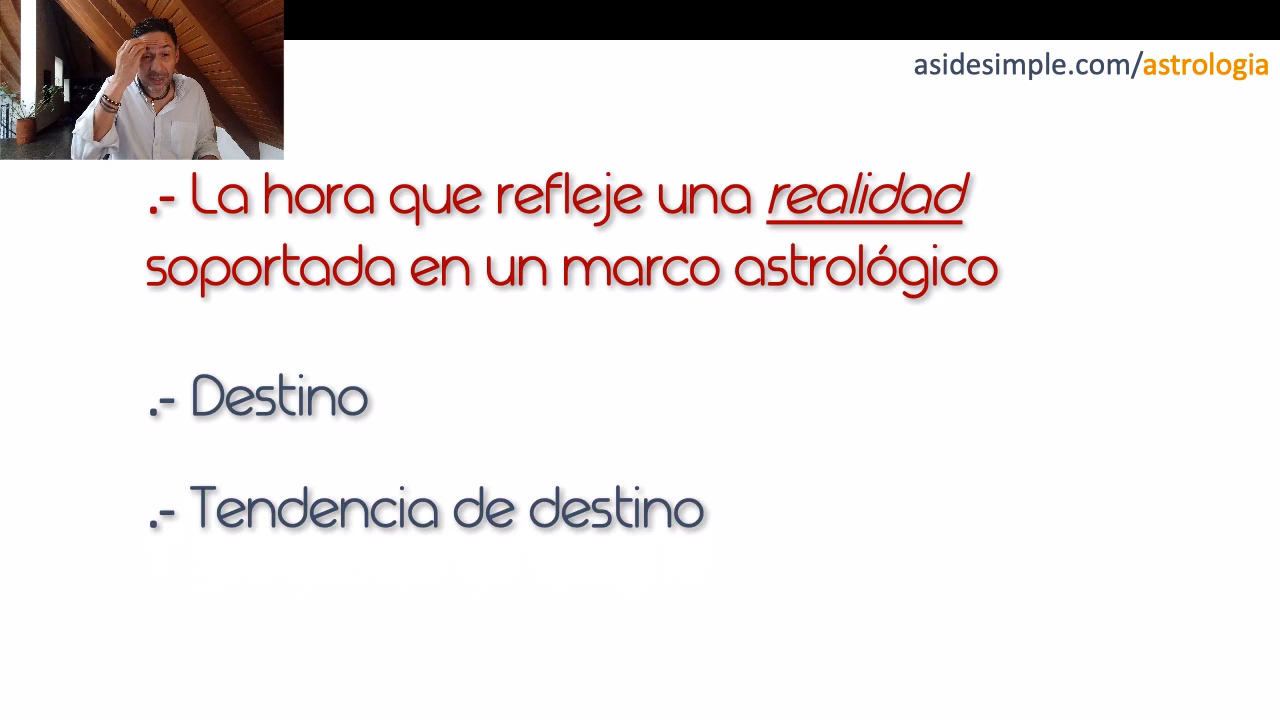 asidesimple.com/astrologia
.- La hora que refleje una realidad
soportada en un marco astrológico
.- Destino
.- Tendencia de destino